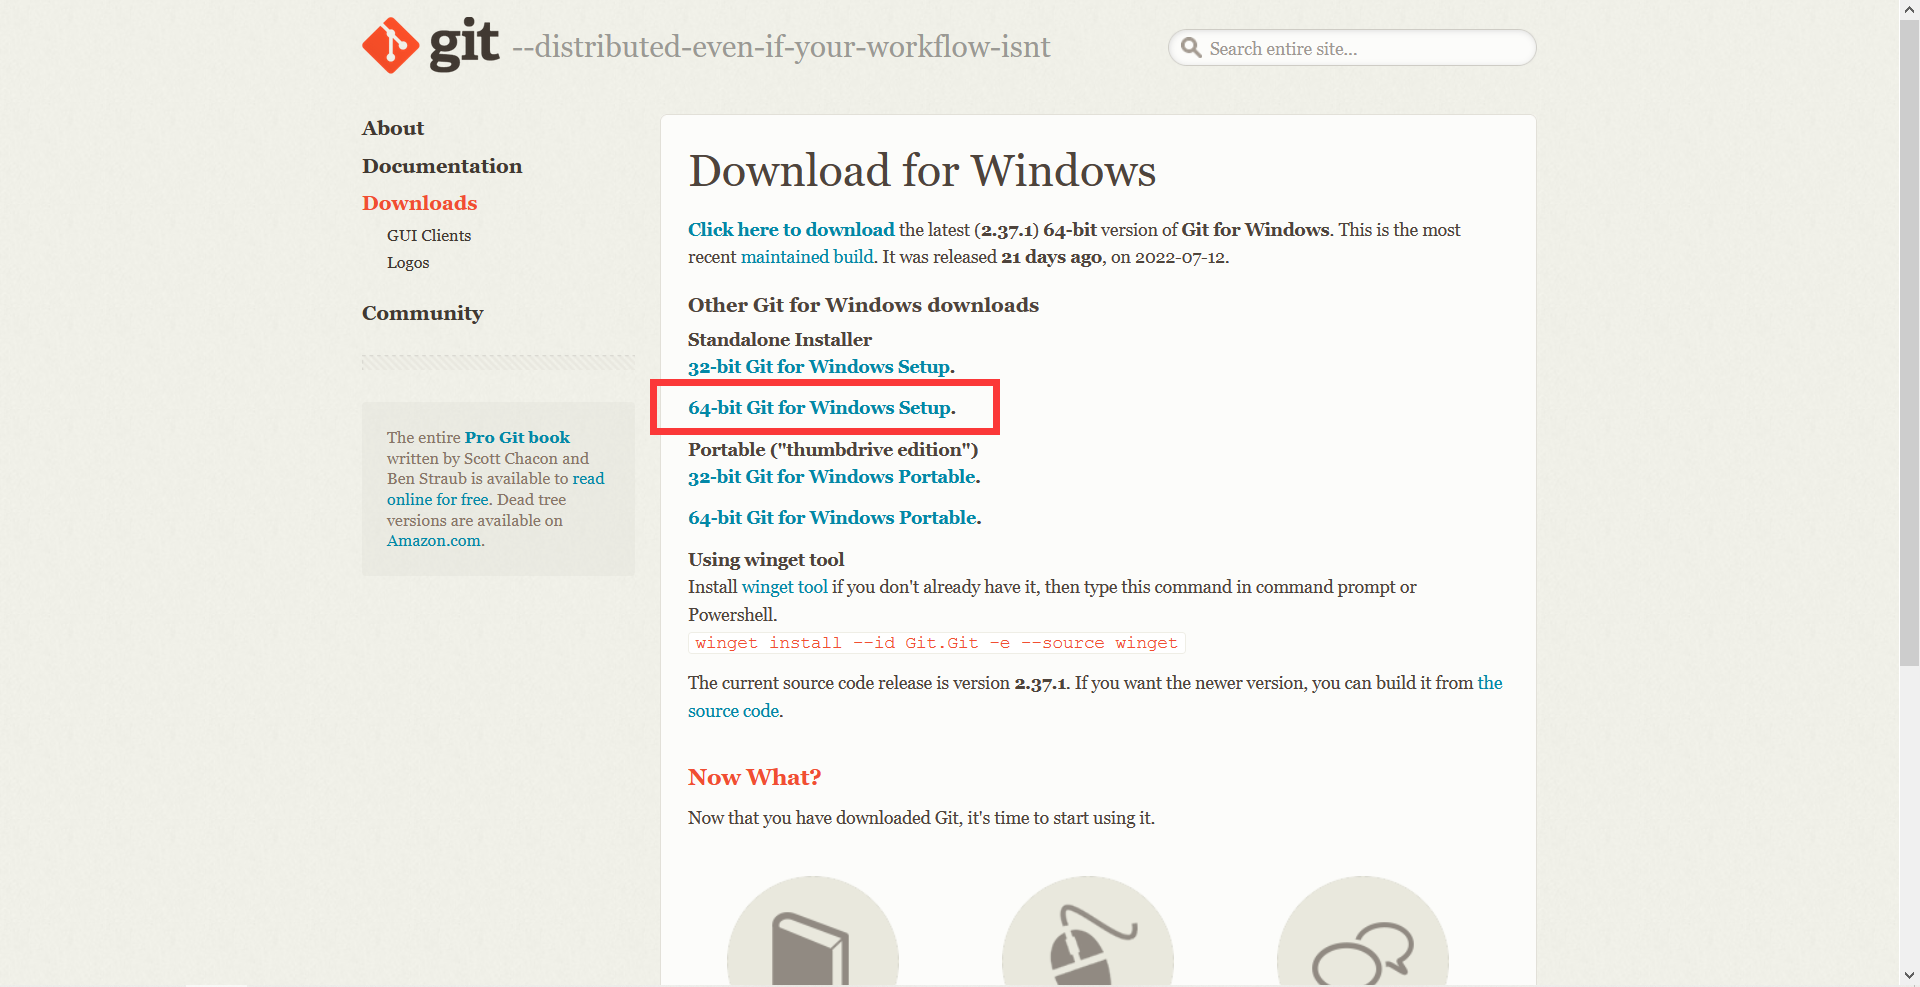 git --distributed-even-if-your-workflow-isnt
Search entire site...
About
Documentation
Downloads
GUI Clients
Logos
Community
The entire Pro Git book
written by Scott Chacon and
Ben Straub is available to read
online for free. Dead tree
versions are available on
Amazon.com.
Download for Windows
Click here to download the latest (2.37.1) 64-bit version of Git for Windows. This is the most
recent maintained build. It was released 21 days ago, on 2022-07-12.
Other Git for Windows downloads
Standalone Installer
32-bit Git for Windows Setup.
64-bit Git for Windows Setup.
Portable ("thumbdrive edition")
32-bit Git for Windows Portable.
64-bit Git for Windows Portable.
Using winget tool
Install winget tool if you don't already have it, then type this command in command prompt or
Powershell.
winget install --id Git.Git -e --source winget
The current source code release is version 2.37.1. If you want the newer version, you can build it from the
source code.
Now What?
Now that you have downloaded Git, it's time to start using it.